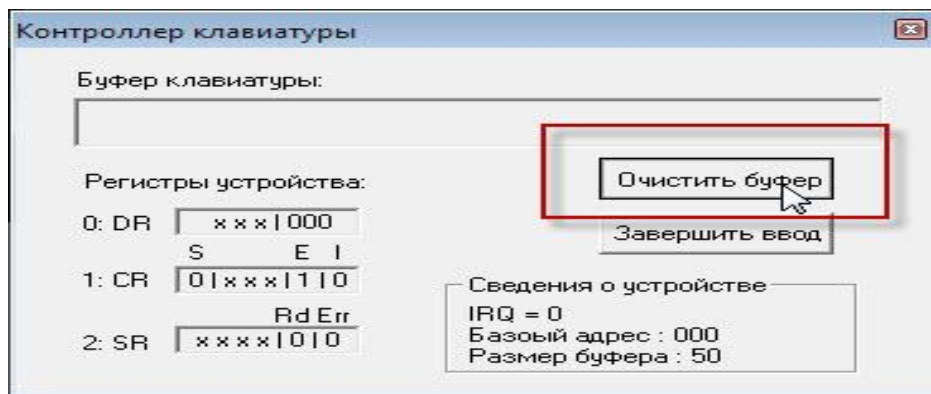 Контроллер клавиатуры
Буфер клавиатуры:
Очистить буфер
Регистры устройства:
0: DR xxx|000
Завершить ввод
S E I
1: CR 0|xxx|1|0
Сведения о устройстве
Rd Err
IRQ = 0
2: SR xxxx|0|0
Базоый адрес : 000
Размер буфера : 50